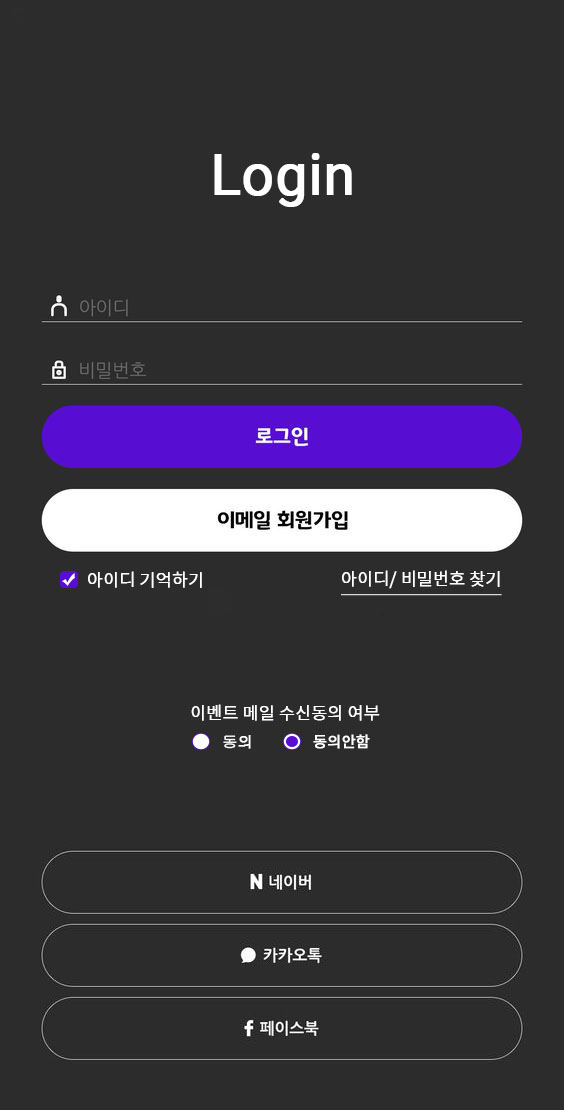 Login
아이디
비밀번호
로그인
이메일 회원가입
아이디 기억하기 아이디/ 비밀번호 찾기
이벤트 메일 수신동의 여부
동의 동의안함
N 네이버
카카오톡
f 페이스북